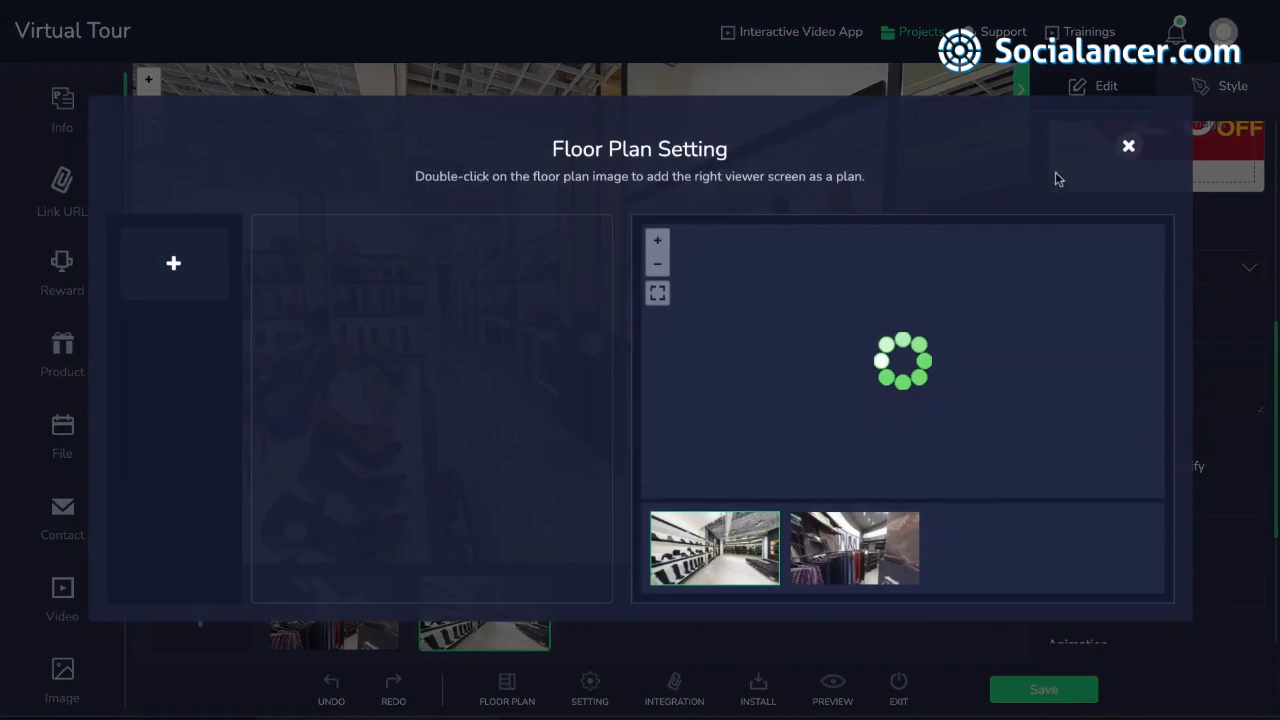 Virtual Tour
Interactive Video App
Projects
Support
Trainings
Socialancer.com
Info
Link URL
Reward
Product
File
Contact
Video
Image
+
Edit
Style
OFF
Floor Plan Setting
Double-click on the floor plan image to add the right viewer screen as a plan.
+
+
−
Animation
UNDO
REDO
FLOOR PLAN
SETTING
INTEGRATION
INSTALL
PREVIEW
EXIT
Save